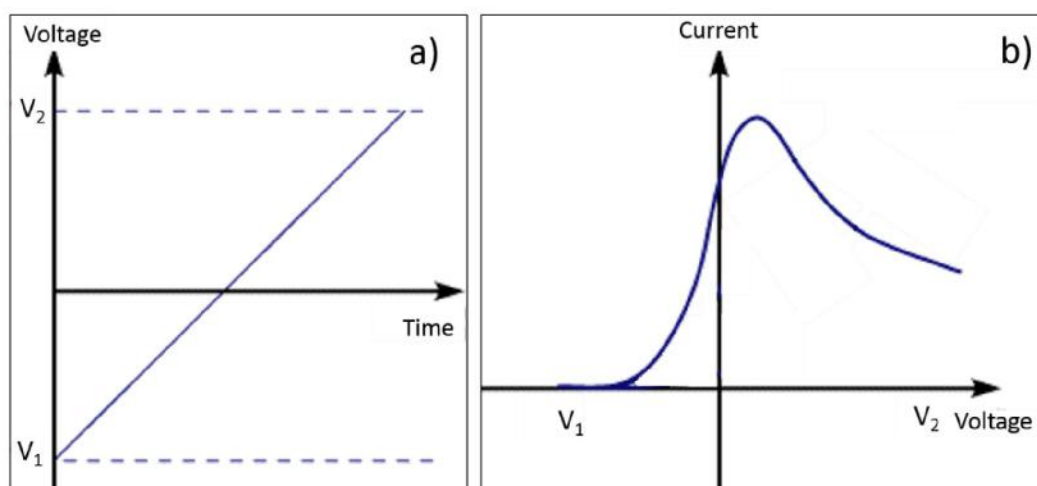 Voltage
a)
V₂
Time
V₁
Current
b)
V₁
V₂ Voltage